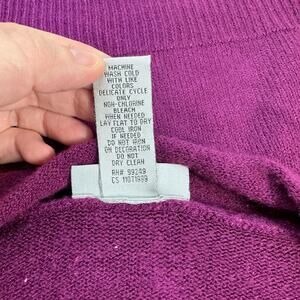 MACHINE
WASH COLD
WITH LIKE
COLORS
DELICATE CYCLE
ONLY
NON-CHLORINE
BLEACH
WHEN NEEDED
LAY FLAT TO DRY
COOL IRON
IF NEEDED
DO NOT IRON
ON DECORATION
DO NOT
DRY CLEAN
RN# 99249
CS 11071999